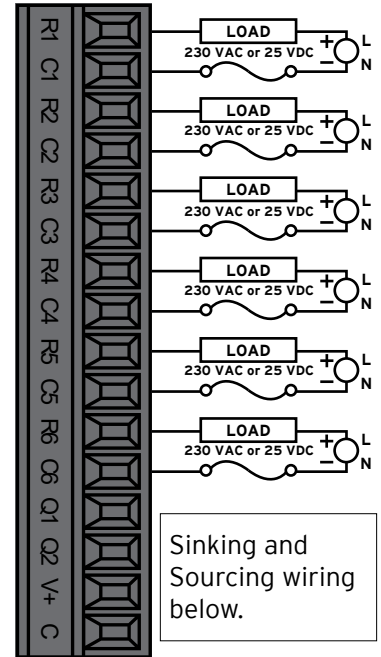 R1
LOAD
230 VAC or 25 VDC
+
L
−
N
C1
R2
LOAD
230 VAC or 25 VDC
+
L
−
N
C2
R3
LOAD
230 VAC or 25 VDC
+
L
−
N
C3
R4
LOAD
230 VAC or 25 VDC
+
L
−
N
C4
R5
LOAD
230 VAC or 25 VDC
+
L
−
N
C5
R6
LOAD
230 VAC or 25 VDC
+
L
−
N
C6
Q1
Q2
V+
C
Sinking and
Sourcing wiring
below.